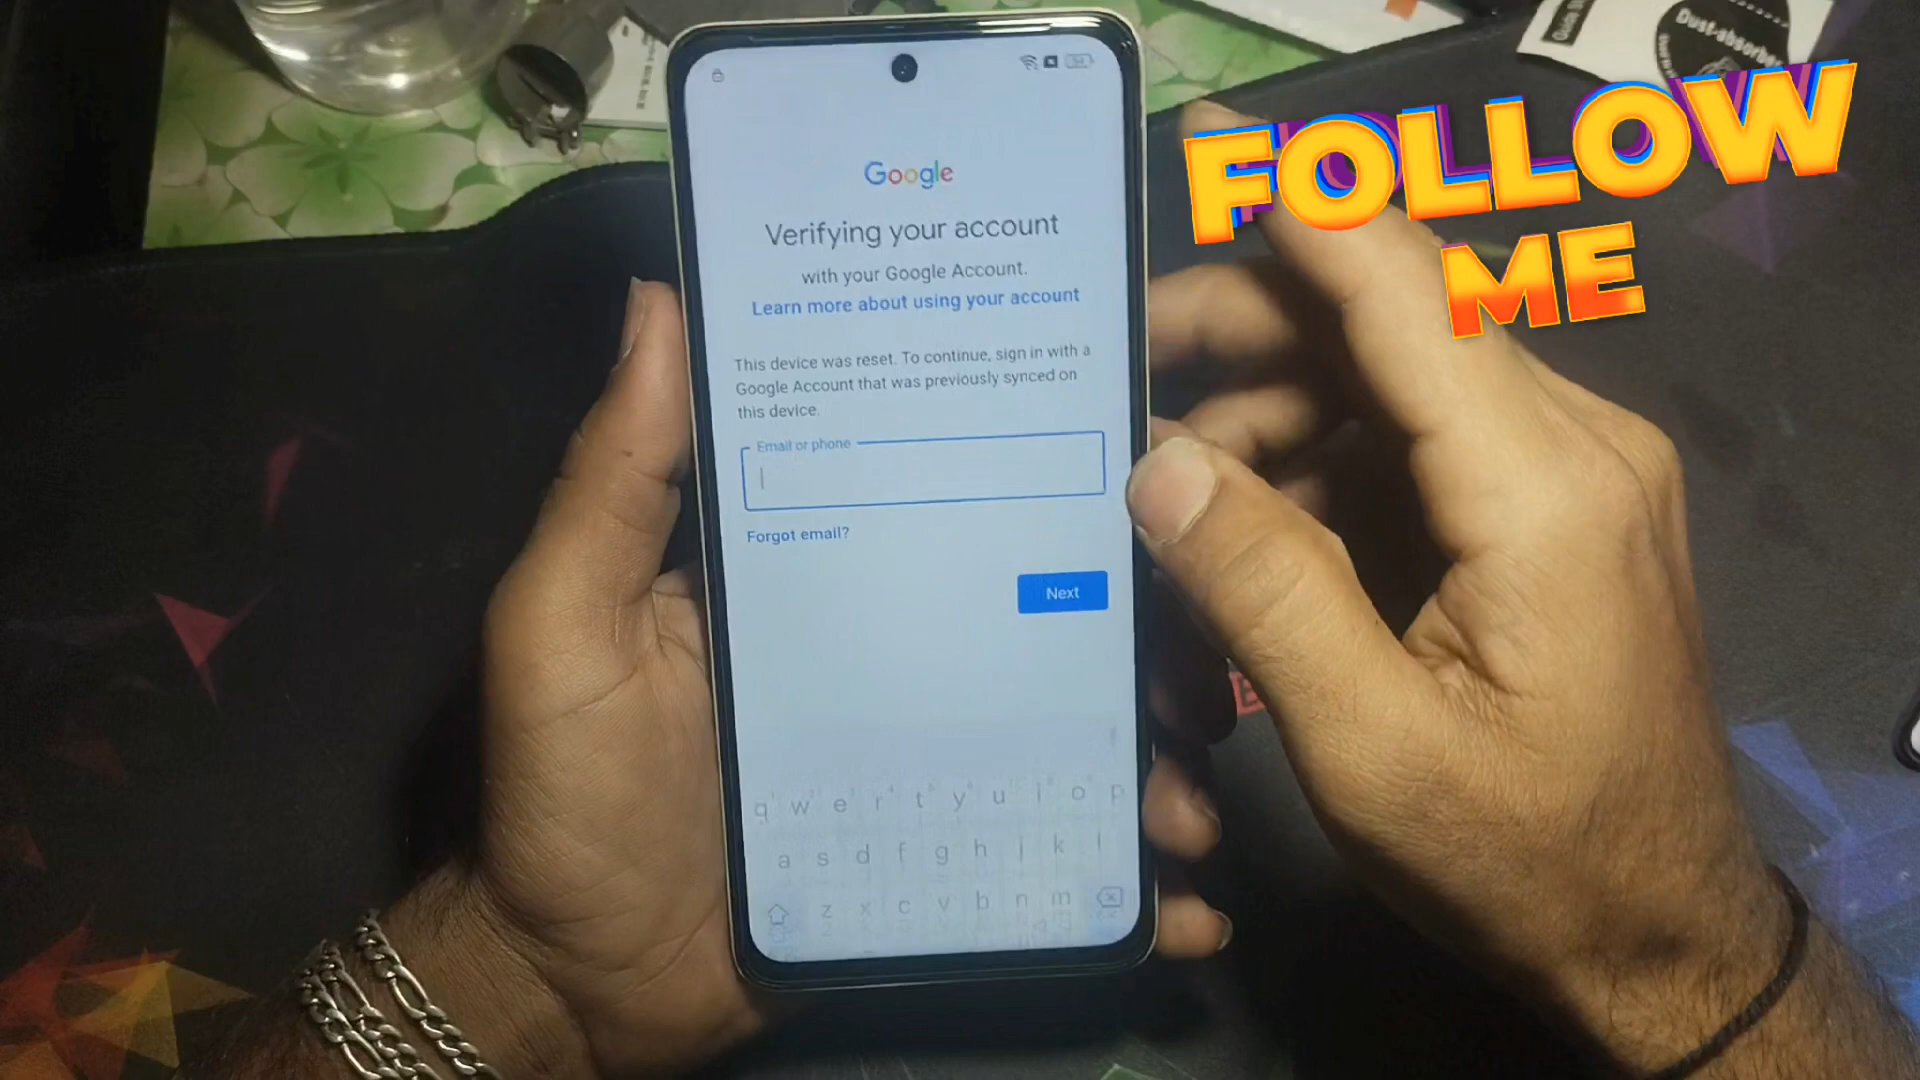 Dust-absorber
FOLLOW
ME
Google
Verifying your account
with your Google Account.
Learn more about using your account
This device was reset. To continue, sign in with a
Google Account that was previously synced on
this device.
Email or phone
Forgot email?
Next
q w e r t y u i o p
a s d f g h j k l
z x c v b n m